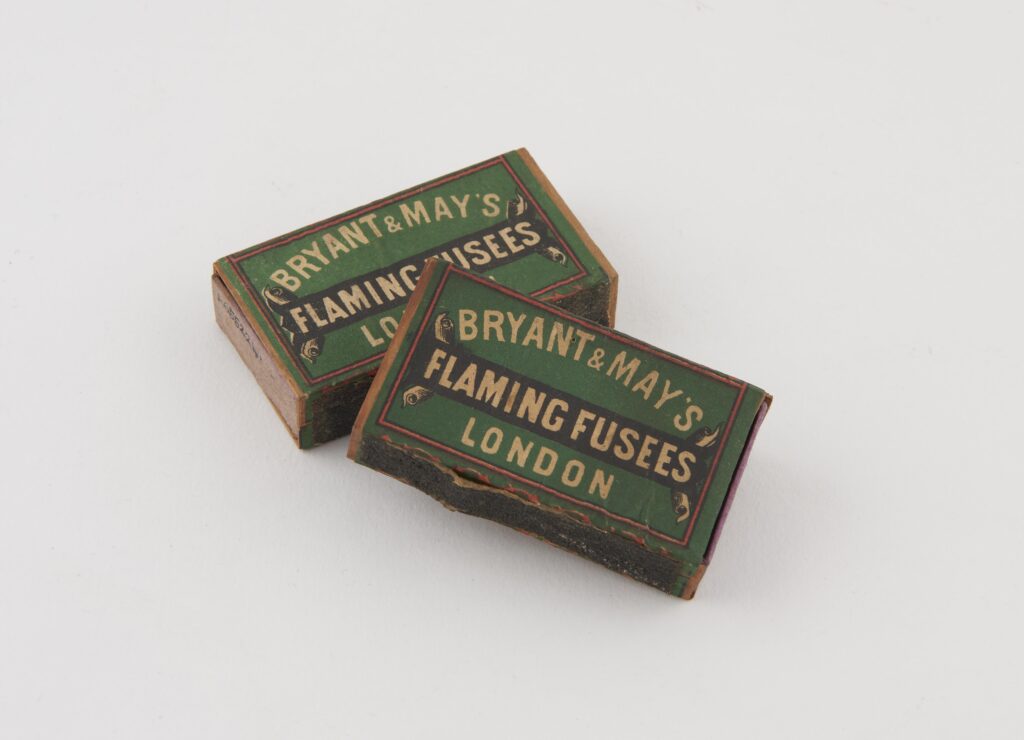 BRYANT & MAY'S
FLAMING FUSEES
BRYANT & MAY'S
FLAMING FUSEES
LONDON